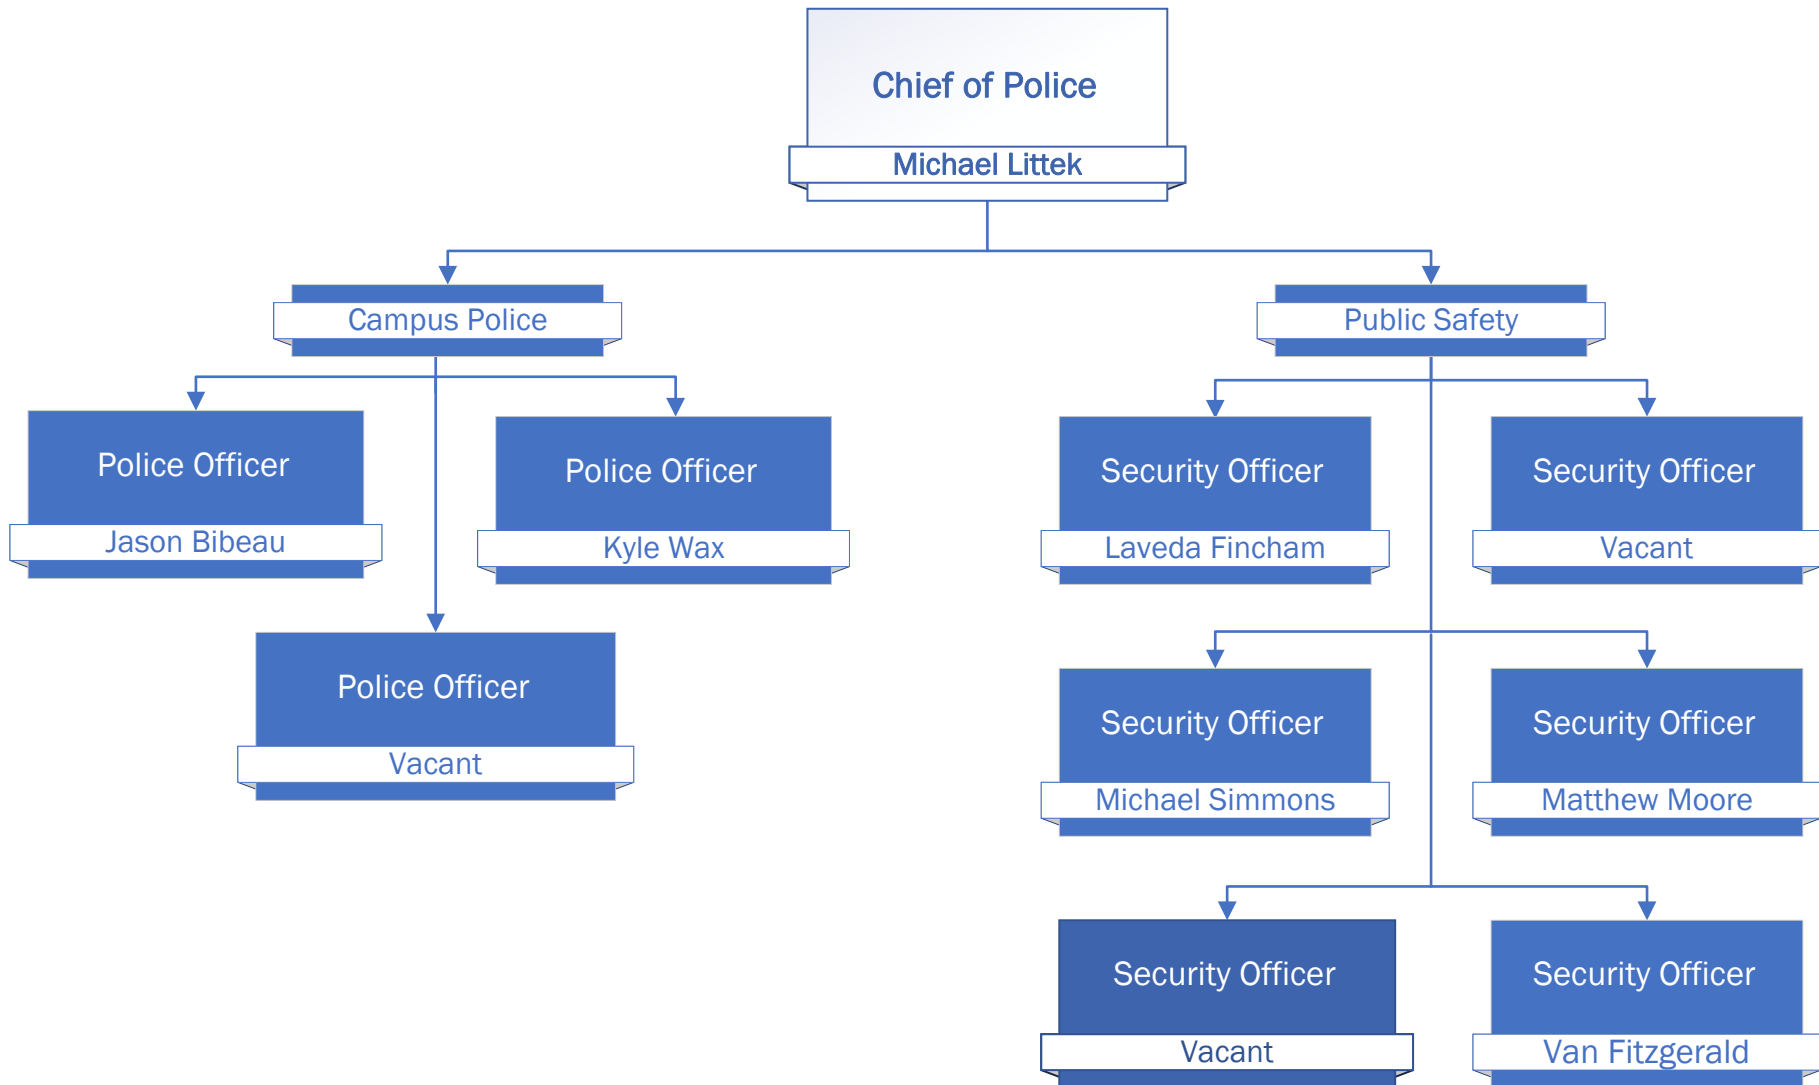 Chief of Police
Michael Littek
Campus Police
Public Safety
Police Officer
Jason Bibeau
Police Officer
Kyle Wax
Police Officer
Vacant
Security Officer
Laveda Fincham
Security Officer
Vacant
Security Officer
Michael Simmons
Security Officer
Matthew Moore
Security Officer
Vacant
Security Officer
Van Fitzgerald